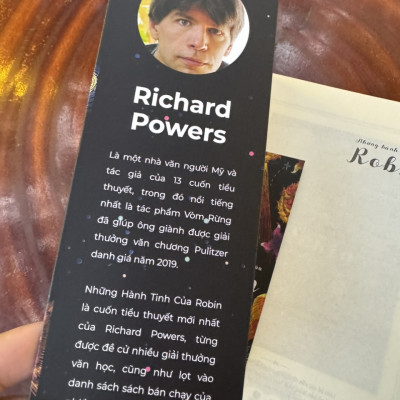 Richard
Powers
Là một nhà văn người Mỹ và
tác giả của 13 cuốn tiểu
thuyết, trong đó nổi tiếng
nhất là tác phẩm Vòm Rừng
đã giúp ông giành được giải
thưởng văn chương Pulitzer
danh giá năm 2019.
Những Hành Tinh Của Robin
là cuốn tiểu thuyết mới nhất
của Richard Powers, từng
được đề cử nhiều giải thưởng
văn học, cũng như lọt vào
danh sách sách bán chạy của
Những hành
Rob